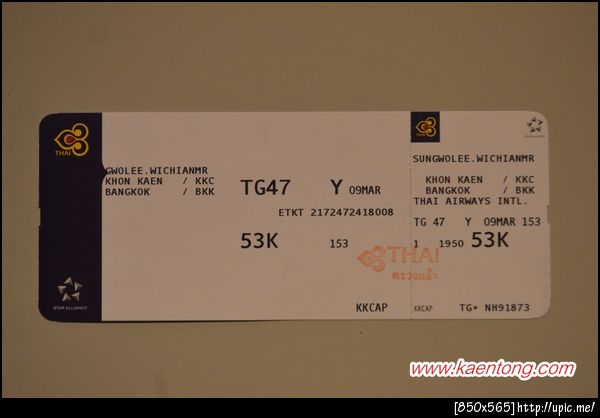 THAI
GWOLEE.WICHIANMR
KHON KAEN / KKC
BANGKOK / BKK
TG47 Y 09MAR
ETKT 2172472418008
53K 153
THAI
ตรวจแล้ว
STAR ALLIANCE
KKCAP
SUNGWOLEE.WICHIANMR
KHON KAEN / KKC
BANGKOK / BKK
THAI AIRWAYS INTL.
TG 47 Y 09MAR 153
1 1950 53K
KKCAP TG* NH91873
www.kaentong.com
[850x565]http://upic.me/